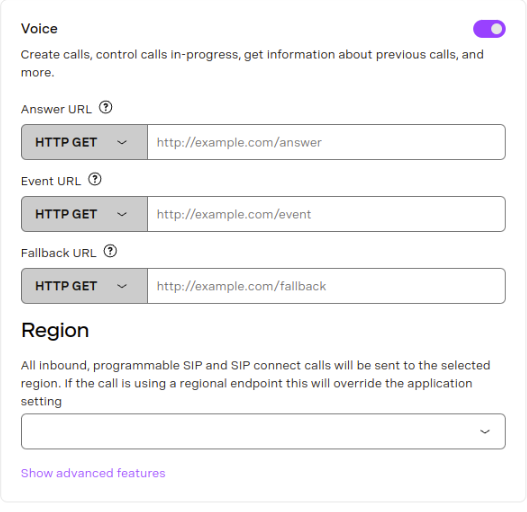 Voice
Create calls, control calls in-progress, get information about previous calls, and
more.
Answer URL ?
HTTP GET http://example.com/answer
Event URL ?
HTTP GET http://example.com/event
Fallback URL ?
HTTP GET http://example.com/fallback
Region
All inbound, programmable SIP and SIP connect calls will be sent to the selected
region. If the call is using a regional endpoint this will override the application
setting
Show advanced features